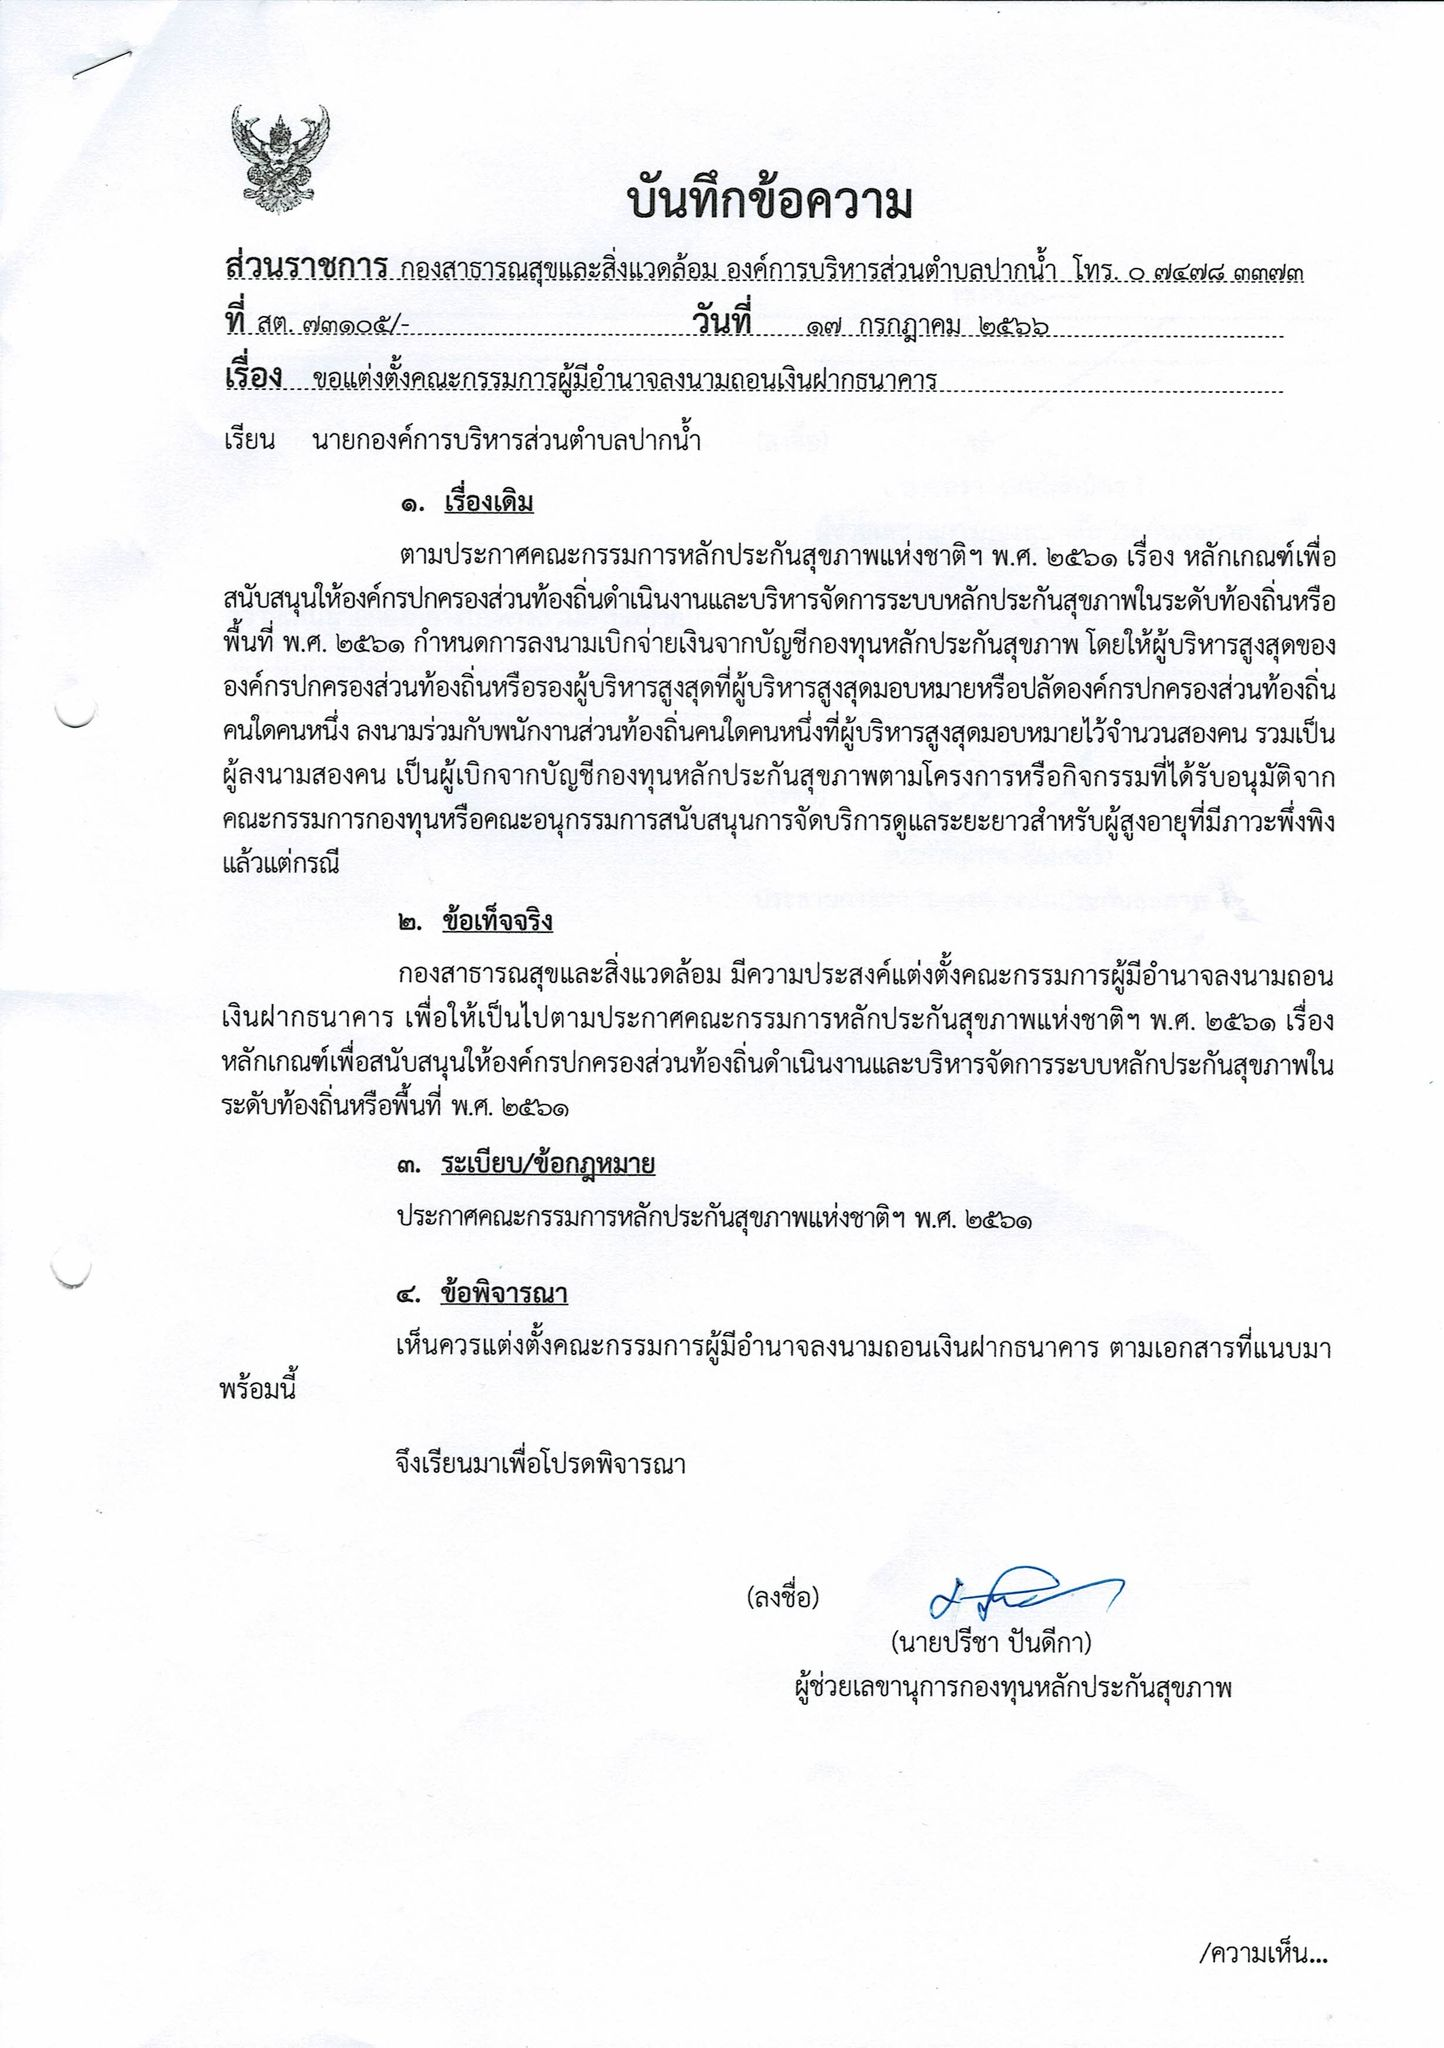 บันทึกข้อความ
ส่วนราชการ กองสาธารณสุขและสิ่งแวดล้อม องค์การบริหารส่วนตำบลปากน้ำ โทร. ๐ ๗๔๗๘ ๓๓๗๓
ที่ สต. ๗๓๑๐๕/- วันที่ ๑๗ กรกฎาคม ๒๕๖๖
เรื่อง ขอแต่งตั้งคณะกรรมการผู้มีอำนาจลงนามถอนเงินฝากธนาคาร
เรียน นายกองค์การบริหารส่วนตำบลปากน้ำ
๑. เรื่องเดิม
ตามประกาศคณะกรรมการหลักประกันสุขภาพแห่งชาติฯ พ.ศ. ๒๕๖๑ เรื่อง หลักเกณฑ์เพื่อ
สนับสนุนให้องค์กรปกครองส่วนท้องถิ่นดำเนินงานและบริหารจัดการระบบหลักประกันสุขภาพในระดับท้องถิ่นหรือ
พื้นที่ พ.ศ. ๒๕๖๑ กำหนดการลงนามเบิกจ่ายเงินจากบัญชีกองทุนหลักประกันสุขภาพ โดยให้ผู้บริหารสูงสุดของ
องค์กรปกครองส่วนท้องถิ่นหรือรองผู้บริหารสูงสุดที่ผู้บริหารสูงสุดมอบหมายหรือปลัดองค์กรปกครองส่วนท้องถิ่น
คนใดคนหนึ่ง ลงนามร่วมกับพนักงานส่วนท้องถิ่นคนใดคนหนึ่งที่ผู้บริหารสูงสุดมอบหมายไว้จำนวนสองคน รวมเป็น
ผู้ลงนามสองคน เป็นผู้เบิกจากบัญชีกองทุนหลักประกันสุขภาพตามโครงการหรือกิจกรรมที่ได้รับอนุมัติจาก
คณะกรรมการกองทุนหรือคณะอนุกรรมการสนับสนุนการจัดบริการดูแลระยะยาวสำหรับผู้สูงอายุที่มีภาวะพึ่งพิง
แล้วแต่กรณี
๒. ข้อเท็จจริง
กองสาธารณสุขและสิ่งแวดล้อม มีความประสงค์แต่งตั้งคณะกรรมการผู้มีอำนาจลงนามถอน
เงินฝากธนาคาร เพื่อให้เป็นไปตามประกาศคณะกรรมการหลักประกันสุขภาพแห่งชาติฯ พ.ศ. ๒๕๖๑ เรื่อง
หลักเกณฑ์เพื่อสนับสนุนให้องค์กรปกครองส่วนท้องถิ่นดำเนินงานและบริหารจัดการระบบหลักประกันสุขภาพใน
ระดับท้องถิ่นหรือพื้นที่ พ.ศ. ๒๕๖๑
๓. ระเบียบ/ข้อกฎหมาย
ประกาศคณะกรรมการหลักประกันสุขภาพแห่งชาติฯ พ.ศ. ๒๕๖๑
๔. ข้อพิจารณา
เห็นควรแต่งตั้งคณะกรรมการผู้มีอำนาจลงนามถอนเงินฝากธนาคาร ตามเอกสารที่แนบมา
พร้อมนี้
จึงเรียนมาเพื่อโปรดพิจารณา
(ลงชื่อ)
(นายปรีชา ปันดีกา)
ผู้ช่วยเลขานุการกองทุนหลักประกันสุขภาพ
/ความเห็น...